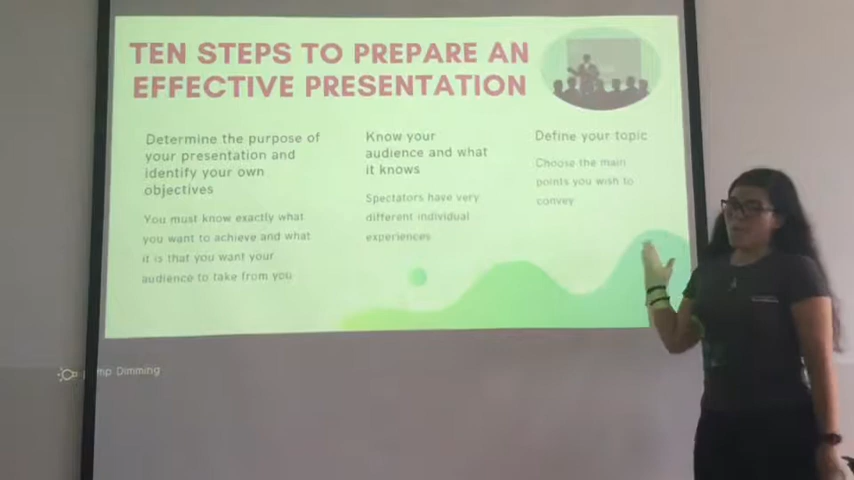 TEN STEPS TO PREPARE AN
EFFECTIVE PRESENTATION
Determine the purpose of
your presentation and
identify your own
objectives
You must know exactly what
you want to achieve and what
it is that you want your
audience to take from you
Know your
audience and what
it knows
Spectators have very
different individual
experiences
Define your topic
Choose the main
points you wish to
convey
Dimming